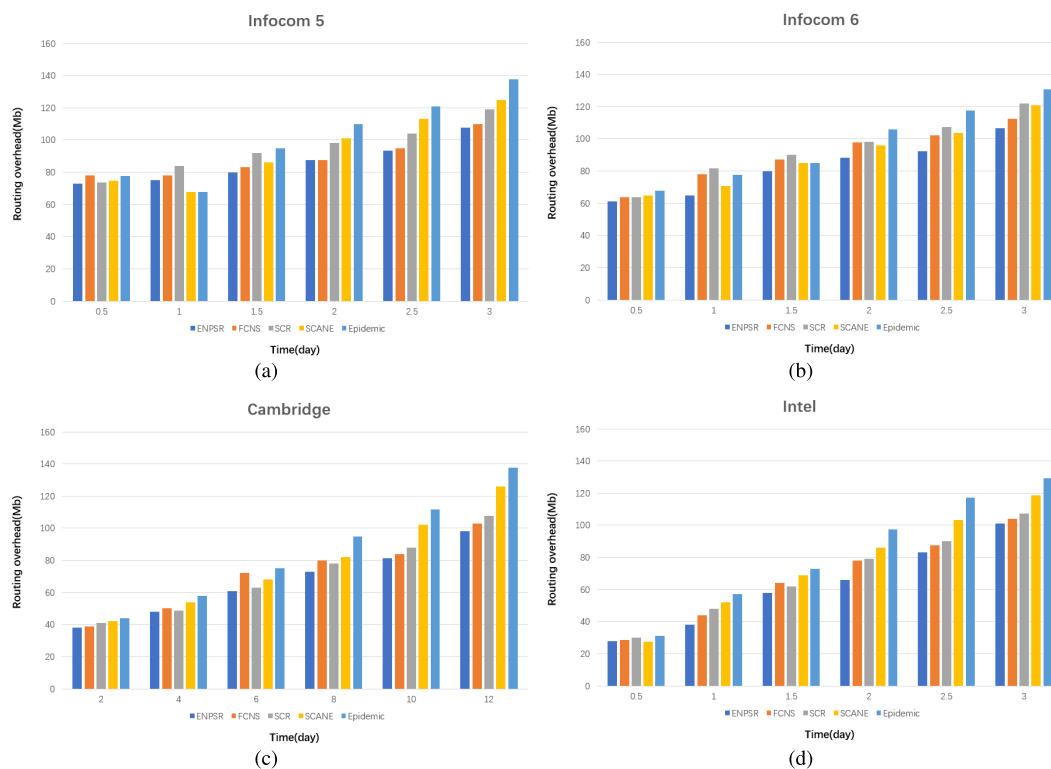 Infocom 5
Routing overhead(Mb)
160
140
120
100
80
60
40
20
0
0.5 1 1.5 2 2.5 3
ENPSR FCNS SCR SCANE Epidemic
Time(day)
(a)
Infocom 6
Routing overhead(Mb)
160
140
120
100
80
60
40
20
0
0.5 1 1.5 2 2.5 3
ENPSR FCNS SCR SCANE Epidemic
Time(day)
(b)
Cambridge
Routing overhead(Mb)
160
140
120
100
80
60
40
20
0
2 4 6 8 10 12
ENPSR FCNS SCR SCANE Epidemic
Time(day)
(c)
Intel
Routing overhead(Mb)
160
140
120
100
80
60
40
20
0
0.5 1 1.5 2 2.5 3
ENPSR FCNS SCR SCANE Epidemic
Time(day)
(d)